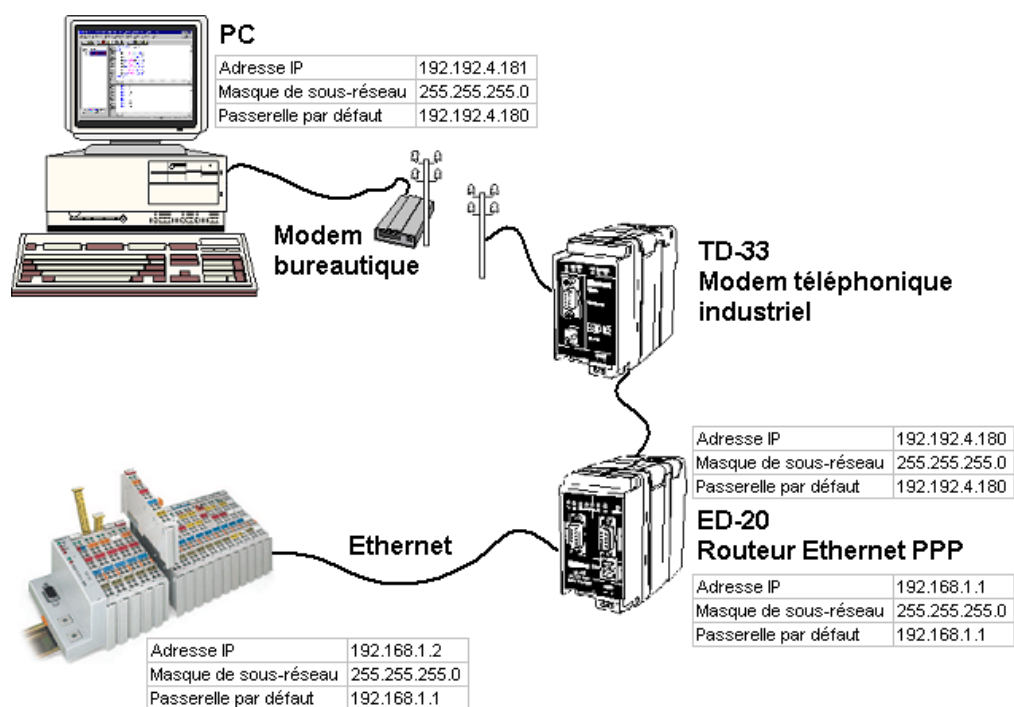 PC
Adresse IP 192.192.4.181
Masque de sous-réseau 255.255.255.0
Passerelle par défaut 192.192.4.180
Modem
bureautique
TD-33
Modem téléphonique
industriel
Adresse IP 192.192.4.180
Masque de sous-réseau 255.255.255.0
Passerelle par défaut 192.192.4.180
ED-20
Routeur Ethernet PPP
Adresse IP 192.168.1.1
Masque de sous-réseau 255.255.255.0
Passerelle par défaut 192.168.1.1
Ethernet
Adresse IP 192.168.1.2
Masque de sous-réseau 255.255.255.0
Passerelle par défaut 192.168.1.1